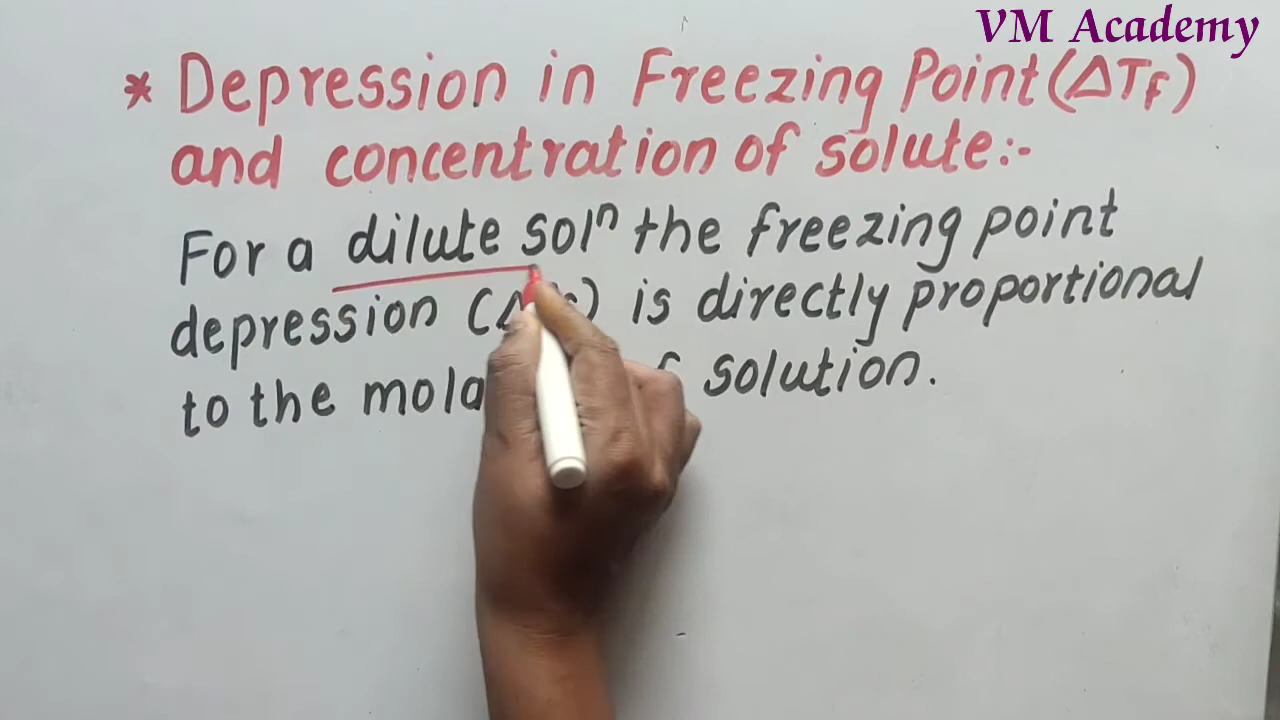 VM Academy
* Depression in Freezing Point (ΔTf)
and concentration of solute:-
For a dilute solⁿ the freezing point
depression ( ) is directly proportional
to the solution.